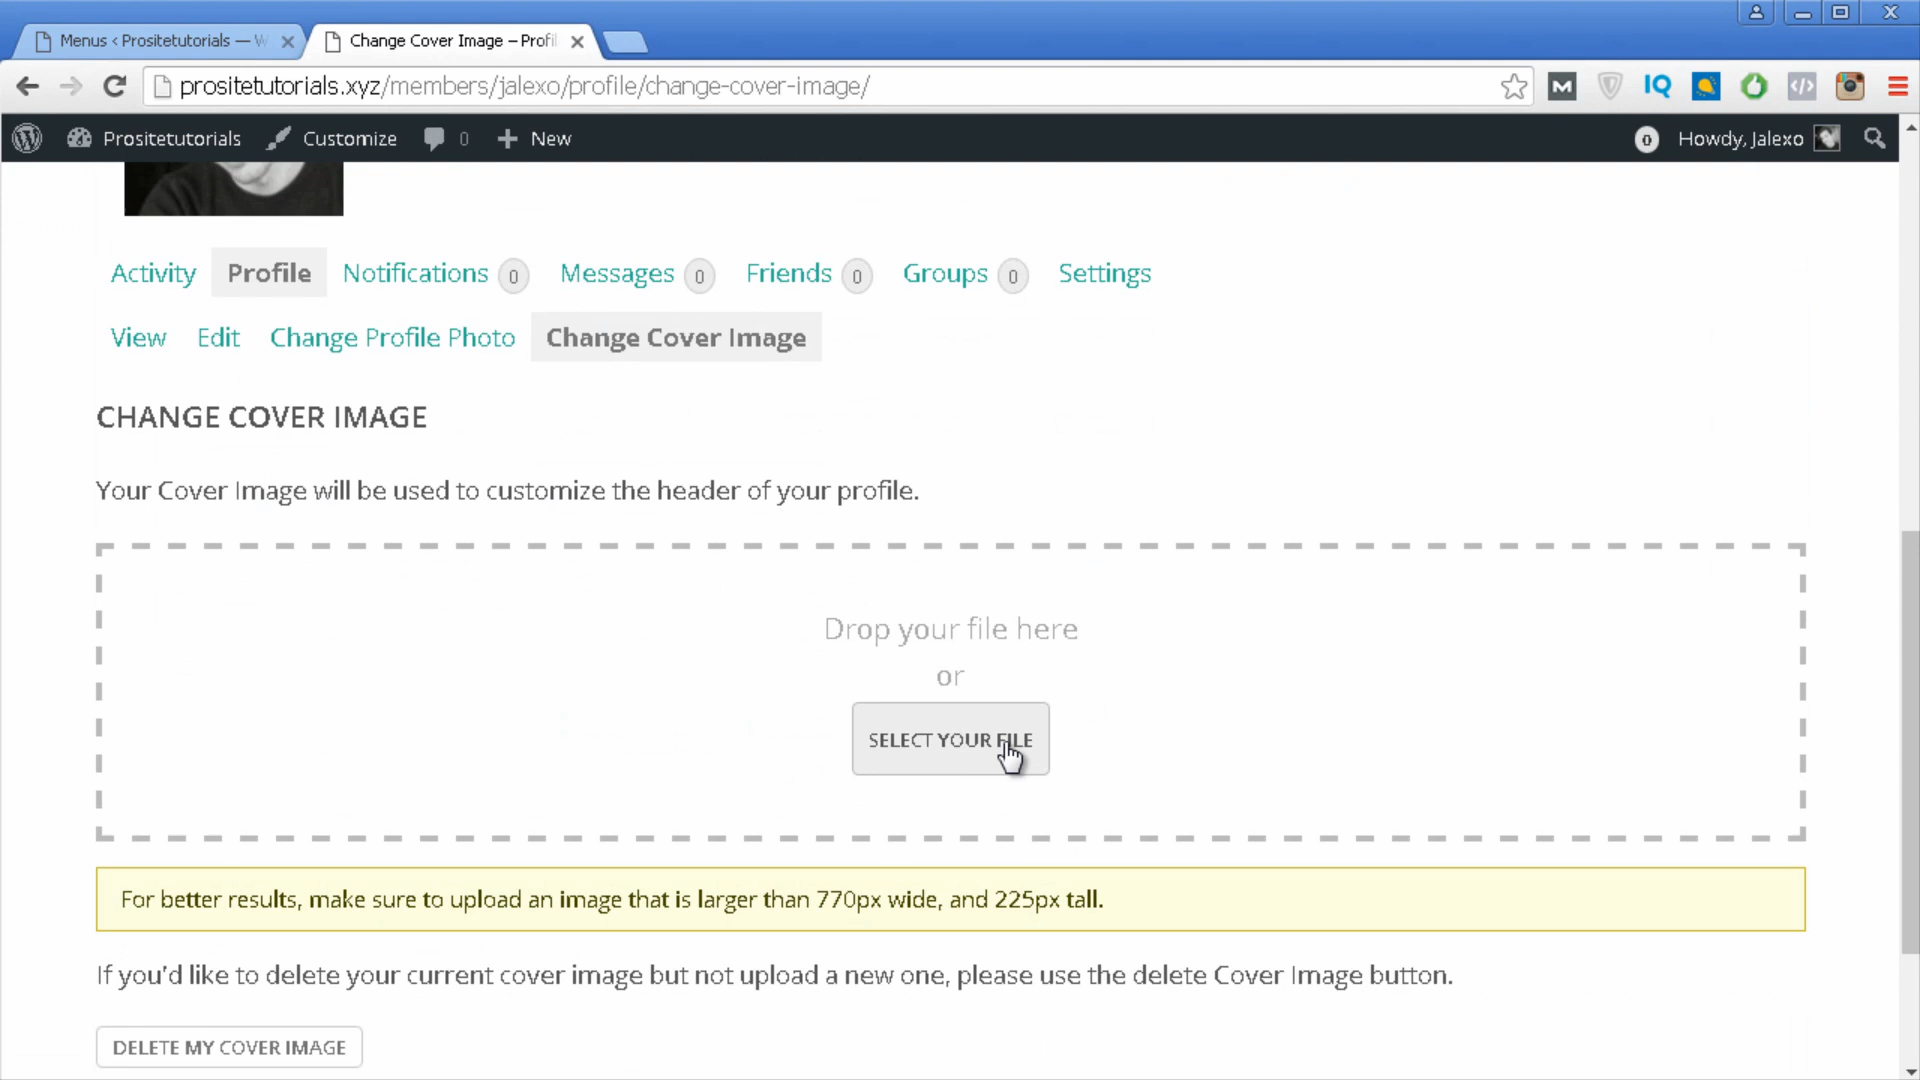 Menus < Prositetutorials — W
Change Cover Image – Profil
prositetutorials.xyz/members/jalexo/profile/change-cover-image/
IQ
Prositetutorials Customize 0 New
0 Howdy, Jalexo
Activity Profile Notifications 0 Messages 0 Friends 0 Groups 0 Settings
View Edit Change Profile Photo Change Cover Image
CHANGE COVER IMAGE
Your Cover Image will be used to customize the header of your profile.
Drop your file here
or
SELECT YOUR FILE
For better results, make sure to upload an image that is larger than 770px wide, and 225px tall.
If you'd like to delete your current cover image but not upload a new one, please use the delete Cover Image button.
DELETE MY COVER IMAGE